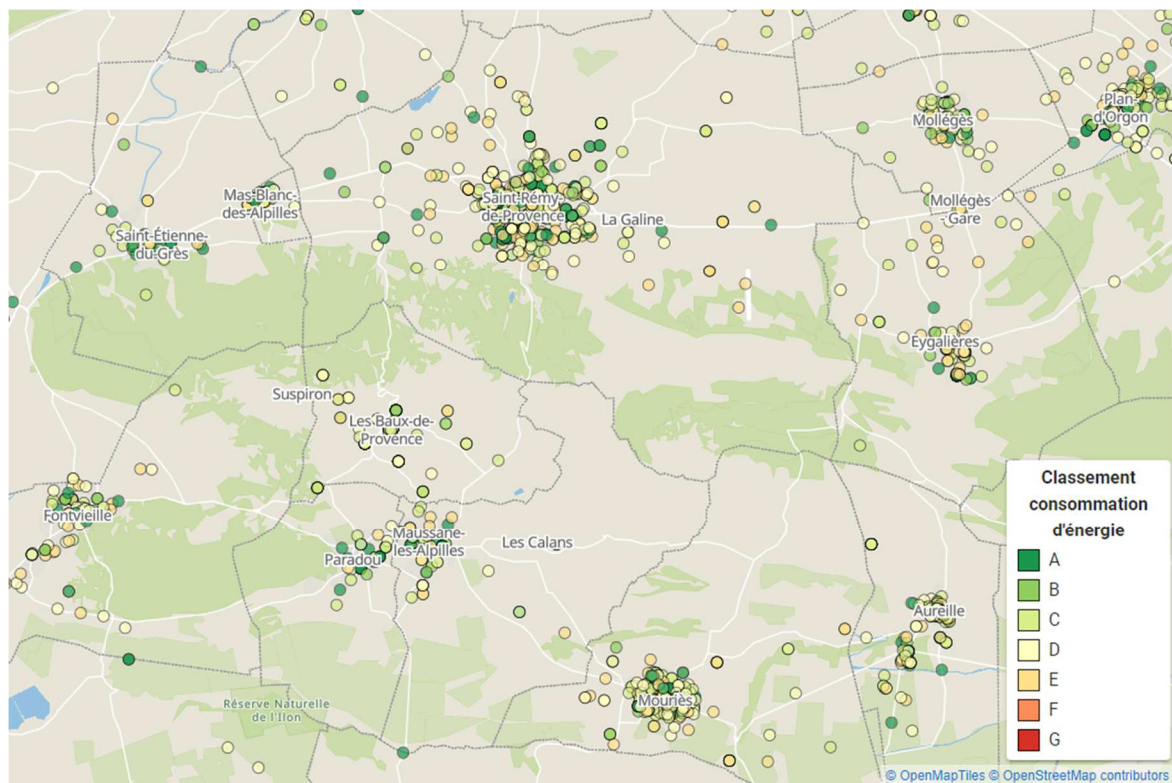 Plan-
d'Orgon
Mollégès
Mas Blanc-
des-Alpilles
Saint-Rémy-
de-Provence
Mollégès
-Gare
La Galine
Saint-Étienne-
du-Grès
Eygalières
Suspiron
Les Baux-de-
Provence
Fontvieille
Maussane-
les-Alpilles
Les Calans
Paradou
Aureille
Mouriès
Réserve Naturelle
de l'Ilon
Classement
consommation
d'énergie
A
B
C
D
E
F
G
© OpenMapTiles © OpenStreetMap contributors